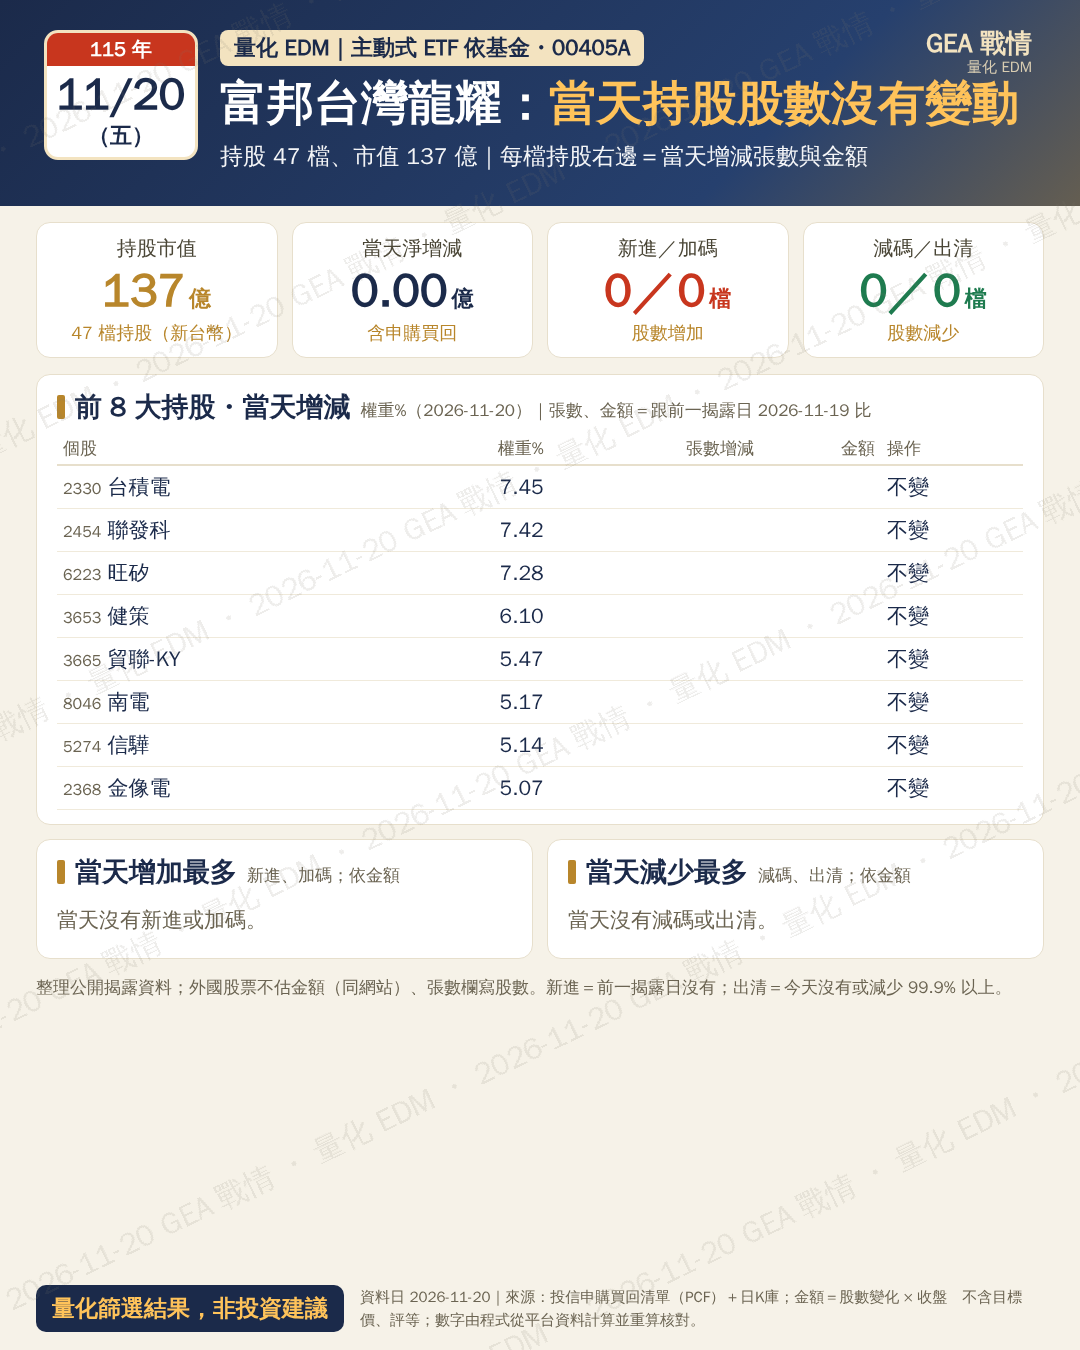 115 年
11/20
（五）
量化 EDM｜主動式 ETF 依基金・00405A
富邦台灣龍耀：當天持股股數沒有變動
持股 47 檔、市值 137 億｜每檔持股右邊＝當天增減張數與金額
GEA 戰情
量化 EDM
持股市值
137 億
47 檔持股（新台幣）
當天淨增減
0.00 億
含申購買回
新進／加碼
0／0 檔
股數增加
減碼／出清
0／0 檔
股數減少
前 8 大持股・當天增減 權重%（2026-11-20）｜張數、金額＝跟前一揭露日 2026-11-19 比
個股 權重% 張數增減 金額 操作
2330 台積電 7.45 不變
2454 聯發科 7.42 不變
6223 旺矽 7.28 不變
3653 健策 6.10 不變
3665 貿聯-KY 5.47 不變
8046 南電 5.17 不變
5274 信驊 5.14 不變
2368 金像電 5.07 不變
當天增加最多 新進、加碼；依金額
當天沒有新進或加碼。
當天減少最多 減碼、出清；依金額
當天沒有減碼或出清。
整理公開揭露資料；外國股票不估金額（同網站）、張數欄寫股數。新進＝前一揭露日沒有；出清＝今天沒有或減少 99.9% 以上。
量化篩選結果，非投資建議
資料日 2026-11-20｜來源：投信申購買回清單（PCF）＋日K庫；金額＝股數變化 × 收盤　不含目標
價、評等；數字由程式從平台資料計算並重算核對。
2026-11-20 GEA 戰情 ・ 量化 EDM